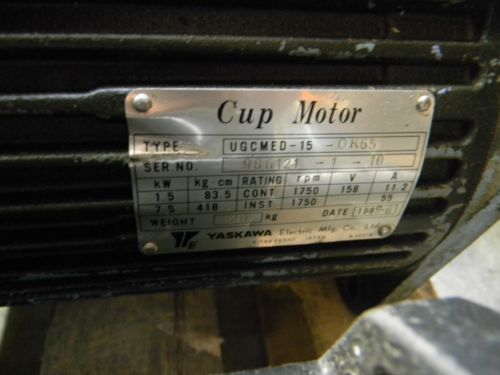 Cup Motor
TYPE UGCMED-15 -OK65
SER.NO. -1-10
KW kg-cm RATING rpm V A
1.5 83.5 CONT. 1750 158 11.2
7.5 418 INST. 1750 55
WEIGHT kg DATE
YASKAWA Electric Mfg. Co., Ltd.
JAPAN